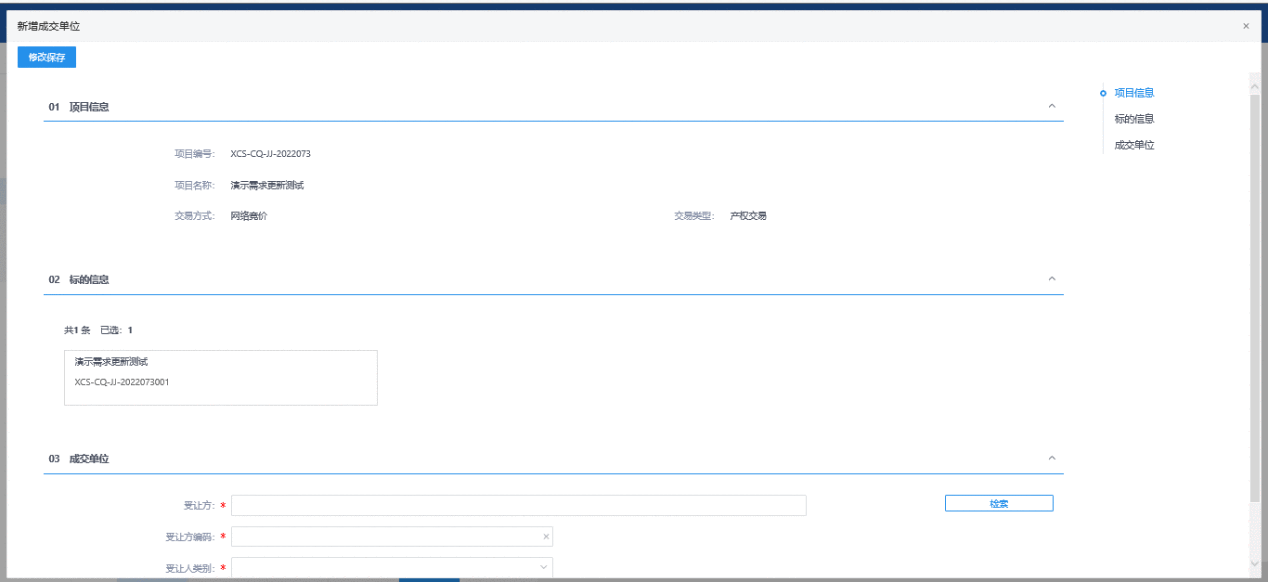 新增成交单位
×
修改保存
01 项目信息
项目信息
标的信息
成交单位
项目编号: XCS-CQ-JJ-2022073
项目名称: 演示需求更新测试
交易方式: 网络竞价 交易类型: 产权交易
02 标的信息
共1 条 已选: 1
演示需求更新测试
XCS-CQ-JJ-2022073001
03 成交单位
受让方: * 检索
受让方编码: * ×
受让人类别: *